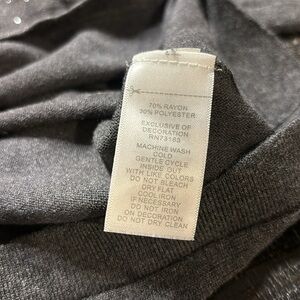 70% RAYON
30% POLYESTER
EXCLUSIVE OF
DECORATION
RN73163
MACHINE WASH
COLD
GENTLE CYCLE
INSIDE OUT
WITH LIKE COLORS
DO NOT BLEACH
DRY FLAT
COOL IRON
IF NECESSARY
DO NOT IRON
ON DECORATION
DO NOT DRY CLEAN